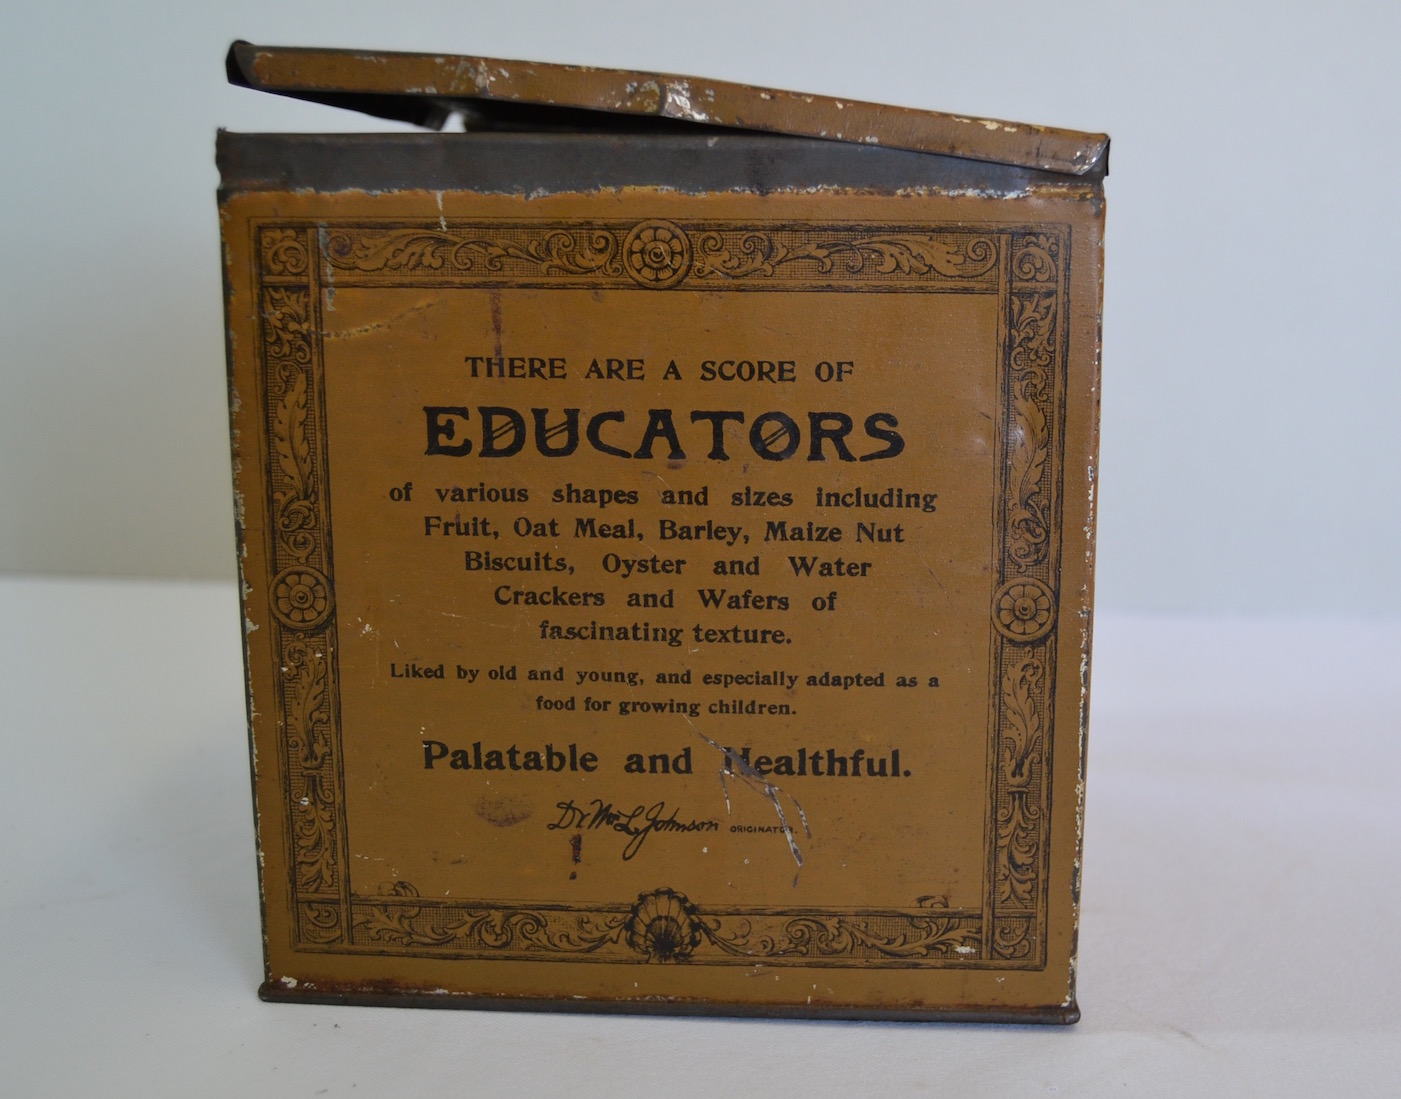 THERE ARE A SCORE OF
EDUCATORS
of various shapes and sizes including
Fruit, Oat Meal, Barley, Maize Nut
Biscuits, Oyster and Water
Crackers and Wafers of
fascinating texture.
Liked by old and young, and especially adapted as a
food for growing children.
Palatable and Healthful.
Dr Wm L. Johnson ORIGINATOR.